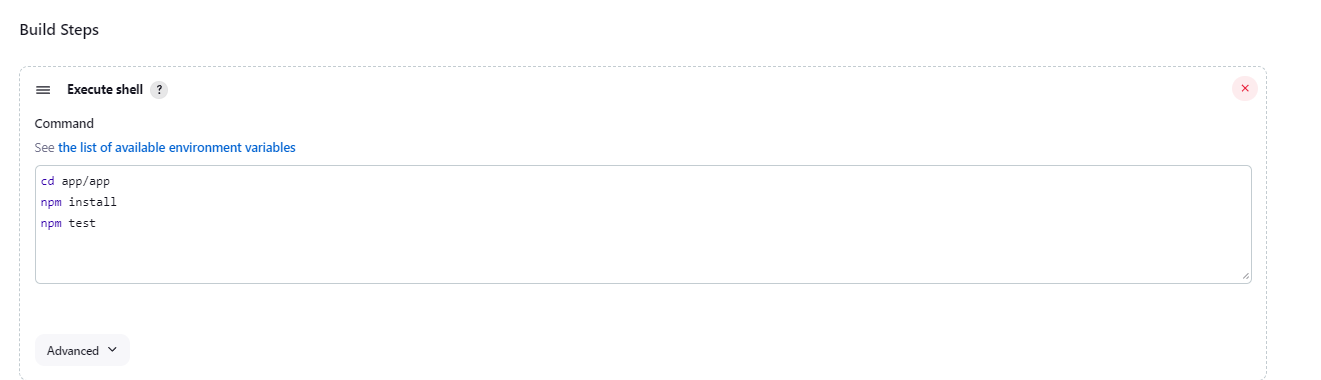 Build Steps
Execute shell ?
Command
See the list of available environment variables
cd app/app
npm install
npm test
Advanced